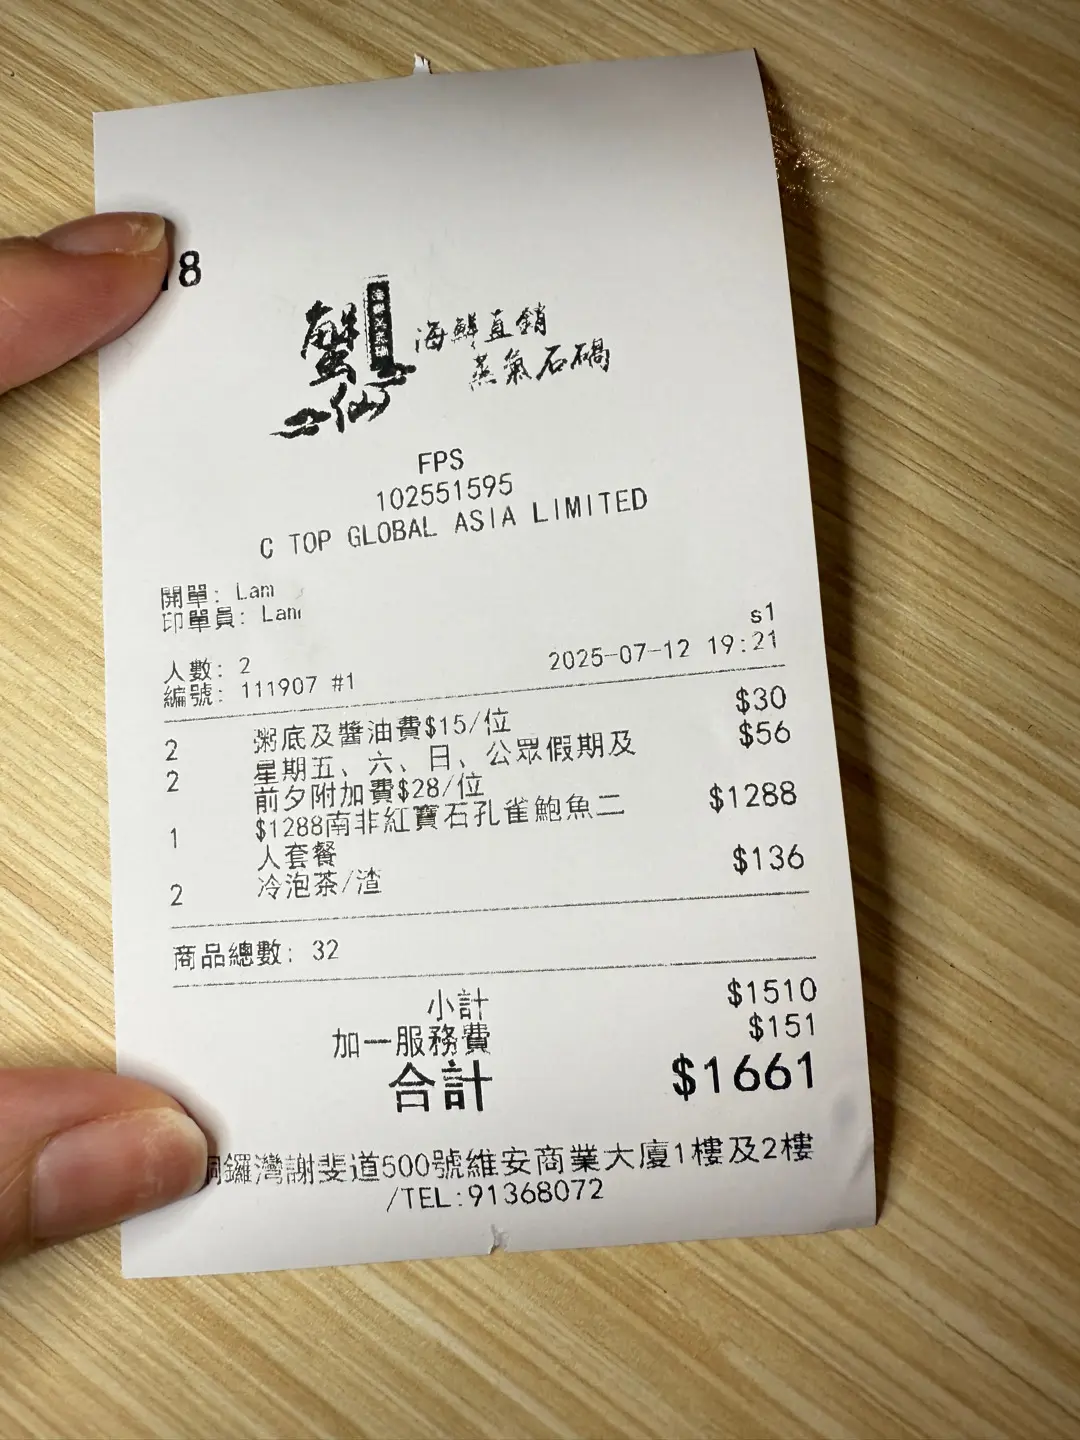 8
蟹仙
海鮮直銷
蒸氣石鍋
FPS
102551595
C TOP GLOBAL ASIA LIMITED
開單: Lam
印單員: Lam
s1
人數: 2
2025-07-12 19:21
編號: 111907 #1
2 粥底及醬油費$15/位 $30
2 星期五、六、日、公眾假期及 $56
前夕附加費$28/位
1 $1288南非紅寶石孔雀鮑魚二 $1288
人套餐
2 冷泡茶/渣 $136
商品總數: 32
小計 $1510
加一服務費 $151
合計 $1661
銅鑼灣謝斐道500號維安商業大廈1樓及2樓
/TEL:91368072